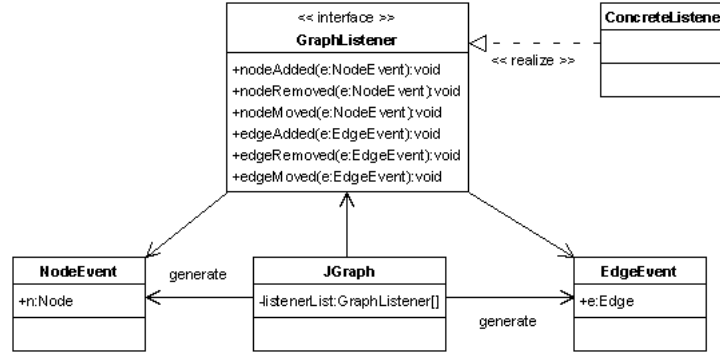 << interface >>
GraphListener
+nodeAdded(e:NodeEvent):void
+nodeRemoved(e:NodeEvent):void
+nodeMoved(e:NodeEvent):void
+edgeAdded(e:EdgeEvent):void
+edgeRemoved(e:EdgeEvent):void
+edgeMoved(e:EdgeEvent):void
ConcreteListene
<< realize >>
NodeEvent
+n:Node
generate
JGraph
-listenerList:GraphListener[]
generate
EdgeEvent
+e:Edge